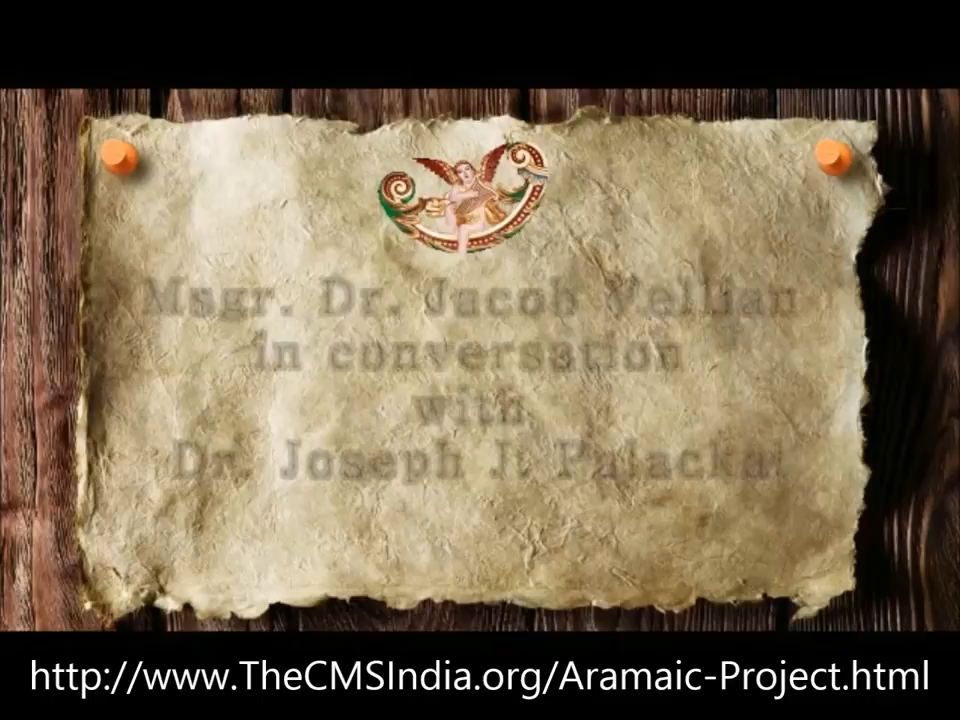 Msgr. Dr. Jacob Vellian
in conversation
with
Dr. Joseph J. Palackal
http://www.TheCMSIndia.org/Aramaic-Project.html